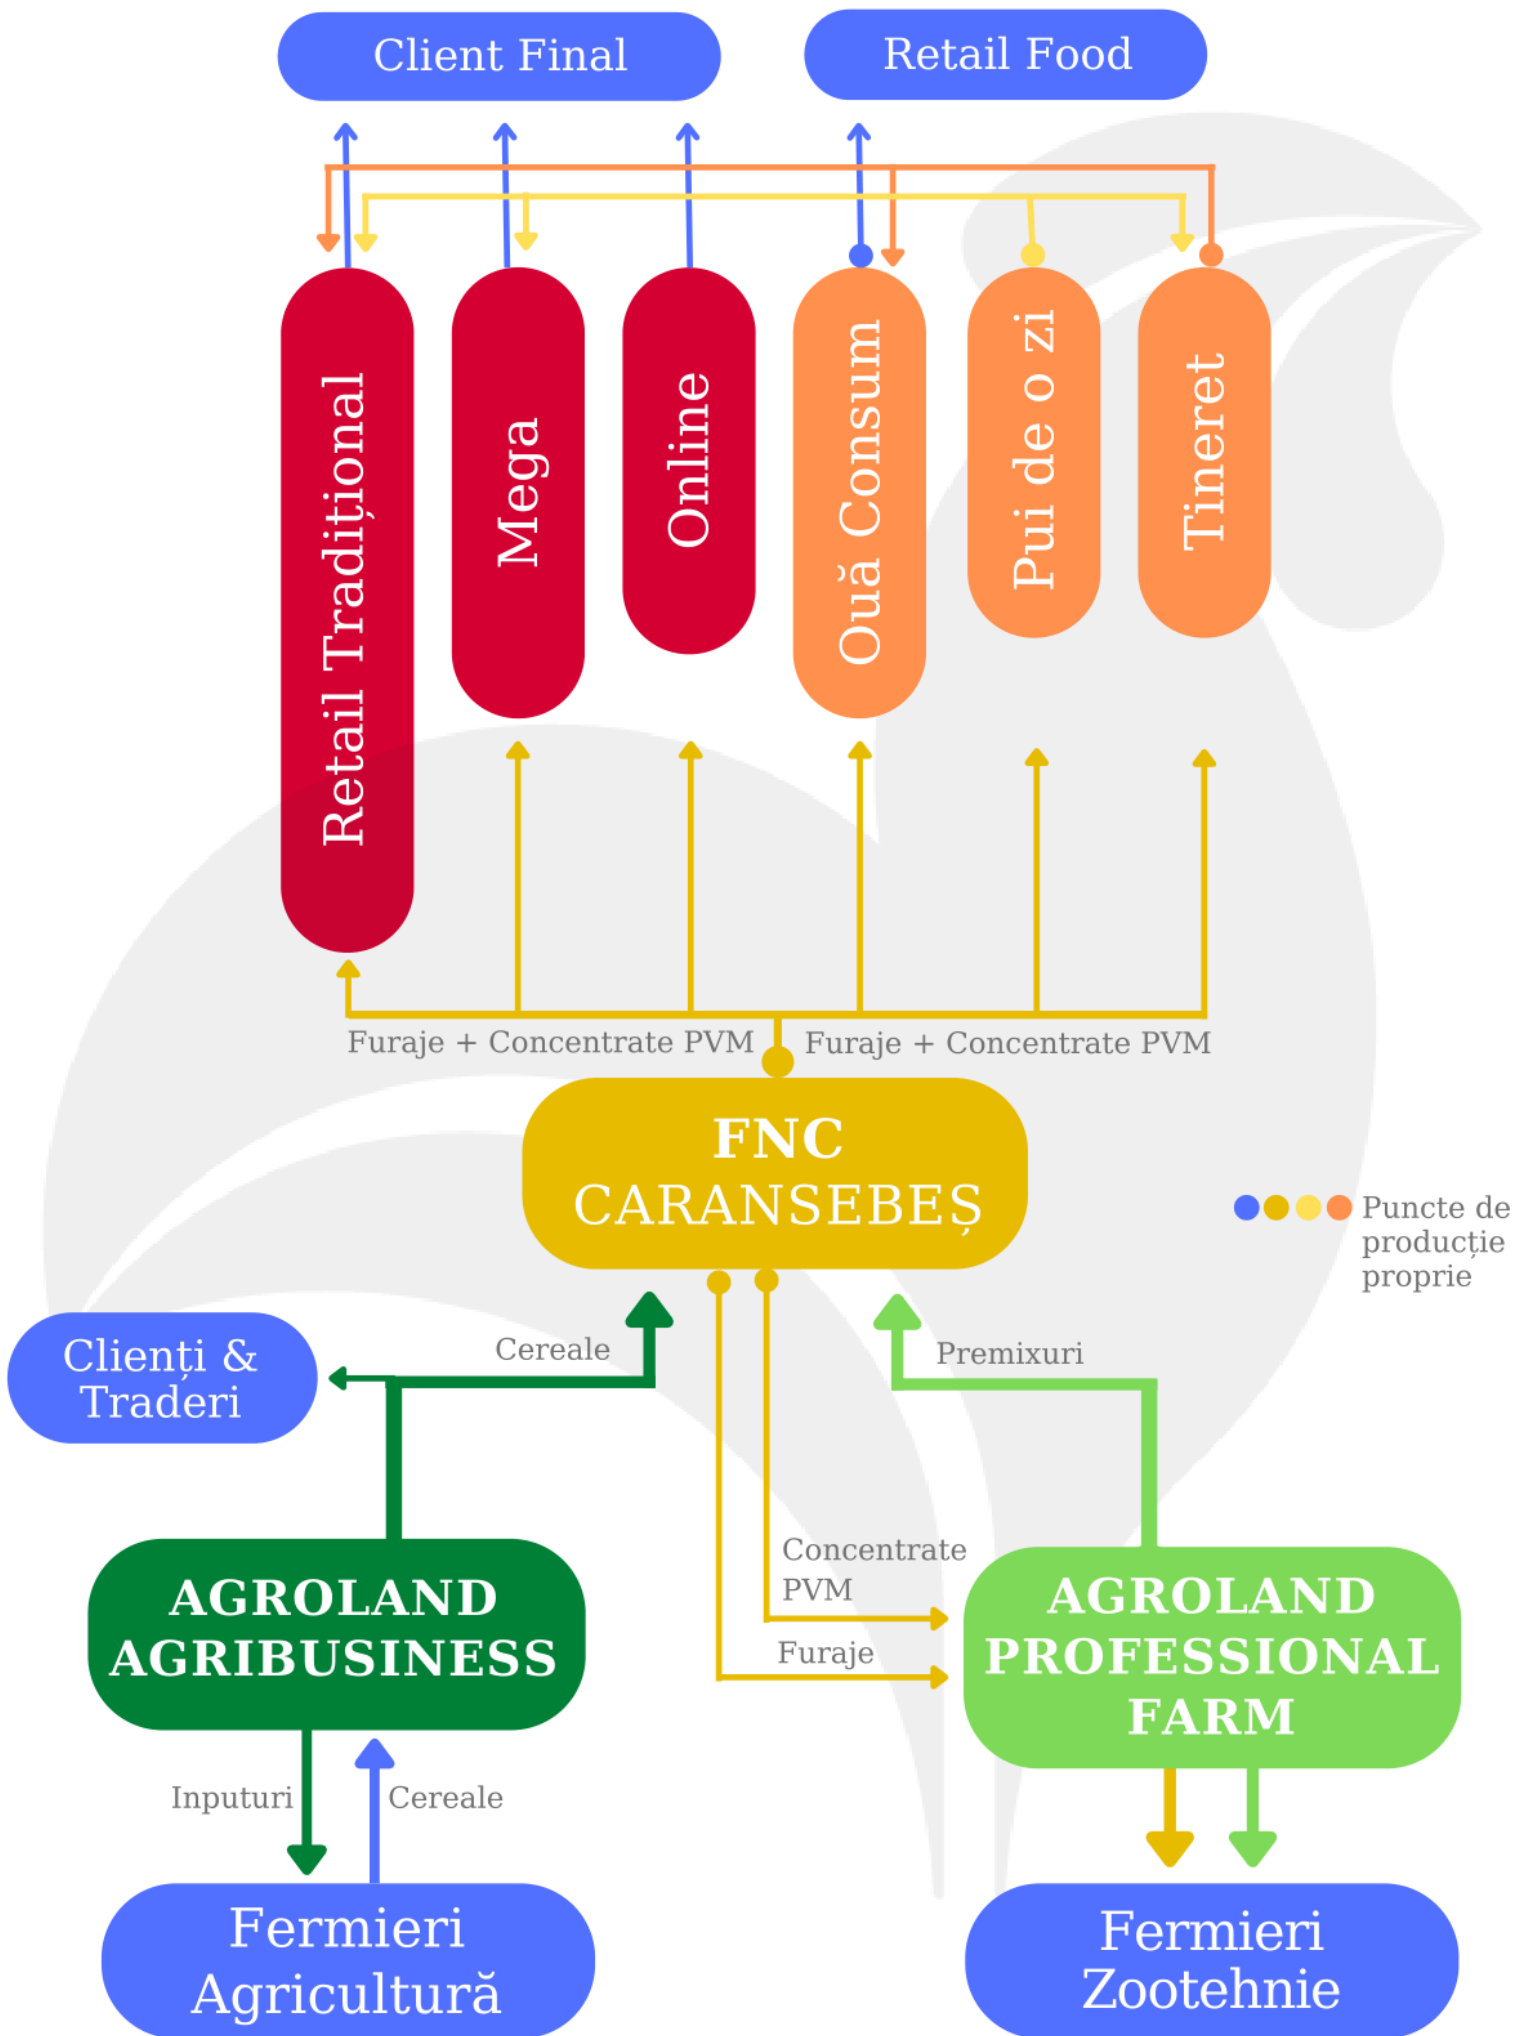 Client Final
Retail Food
Retail Tradițional
Mega
Online
Ouă Consum
Pui de o zi
Tineret
Furaje + Concentrate PVM
Furaje + Concentrate PVM
FNC
CARANSEBEȘ
Puncte de
producție
proprie
Clienți &
Traderi
Cereale
Premixuri
Concentrate
PVM
Furaje
AGROLAND
AGRIBUSINESS
AGROLAND
PROFESSIONAL
FARM
Inputuri
Cereale
Fermieri
Agricultură
Fermieri
Zootehnie